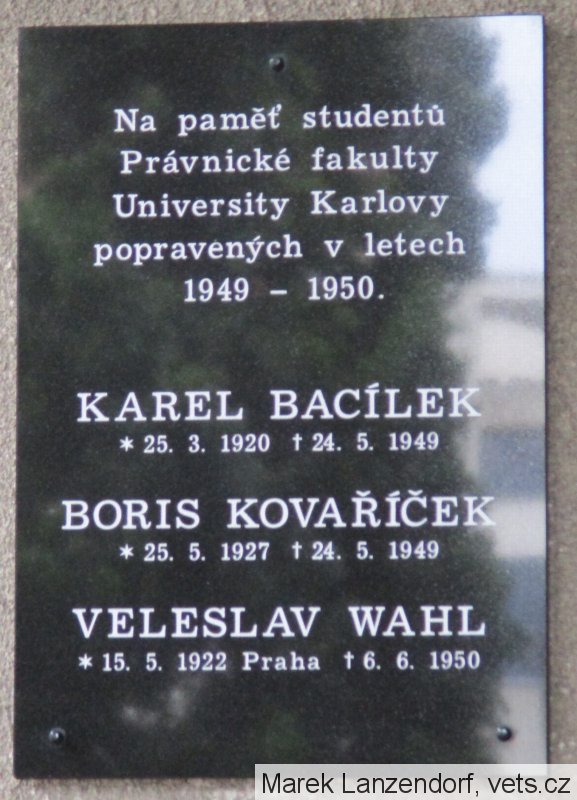 Na paměť studentů
Právnické fakulty
University Karlovy
popravených v letech
1949 – 1950.
KAREL BACÍLEK
* 25. 3. 1920 † 24. 5. 1949
BORIS KOVAŘÍČEK
* 25. 5. 1927 † 24. 5. 1949
VELESLAV WAHL
* 15. 5. 1922 Praha † 6. 6. 1950
Marek Lanzendorf, vets.cz